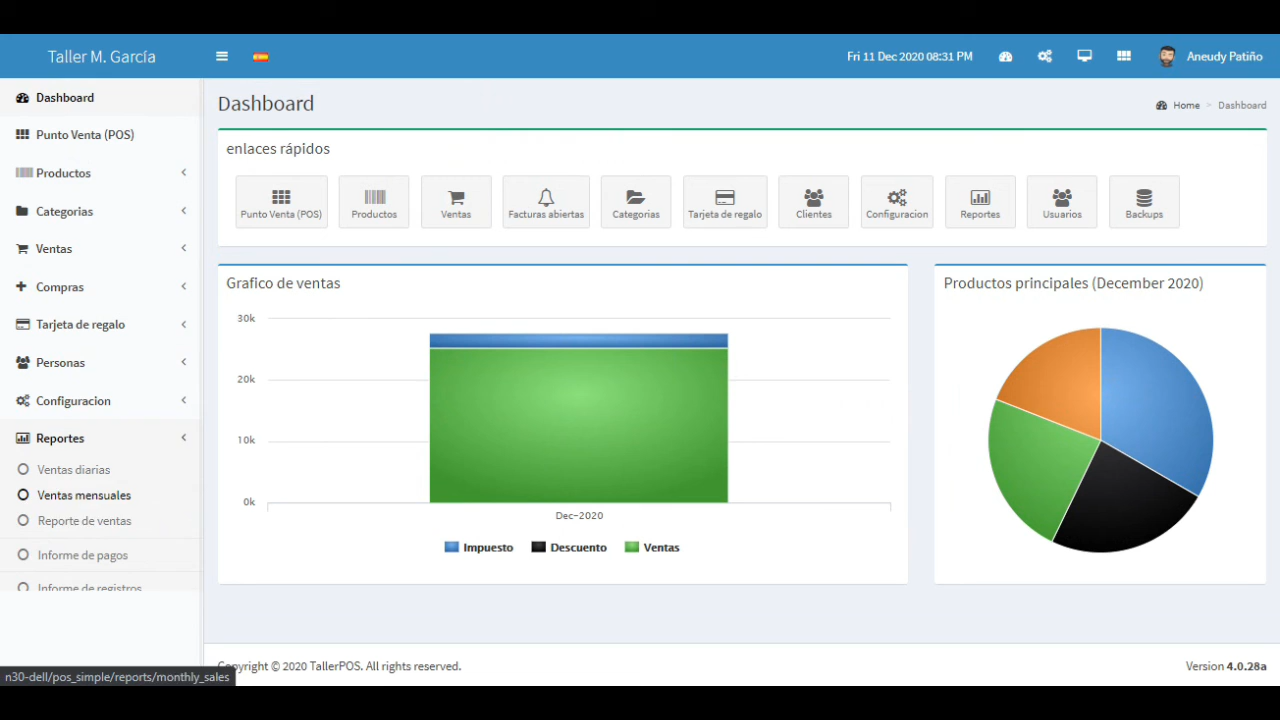 Taller M. García
Fri 11 Dec 2020 08:31 PM
Aneudy Patiño
Dashboard
Punto Venta (POS)
Productos
Categorias
Ventas
Compras
Tarjeta de regalo
Personas
Configuracion
Reportes
Ventas diarias
Ventas mensuales
Reporte de ventas
Informe de pagos
Informe de registros
n30-dell/pos_simple/reports/monthly_sales
Dashboard
Home > Dashboard
enlaces rápidos
Punto Venta (POS)
Productos
Ventas
Facturas abiertas
Categorias
Tarjeta de regalo
Clientes
Configuracion
Reportes
Usuarios
Backups
Grafico de ventas
30k
20k
10k
0k
Dec-2020
Impuesto
Descuento
Ventas
Productos principales (December 2020)
Copyright © 2020 TallerPOS. All rights reserved.
Version 4.0.28a